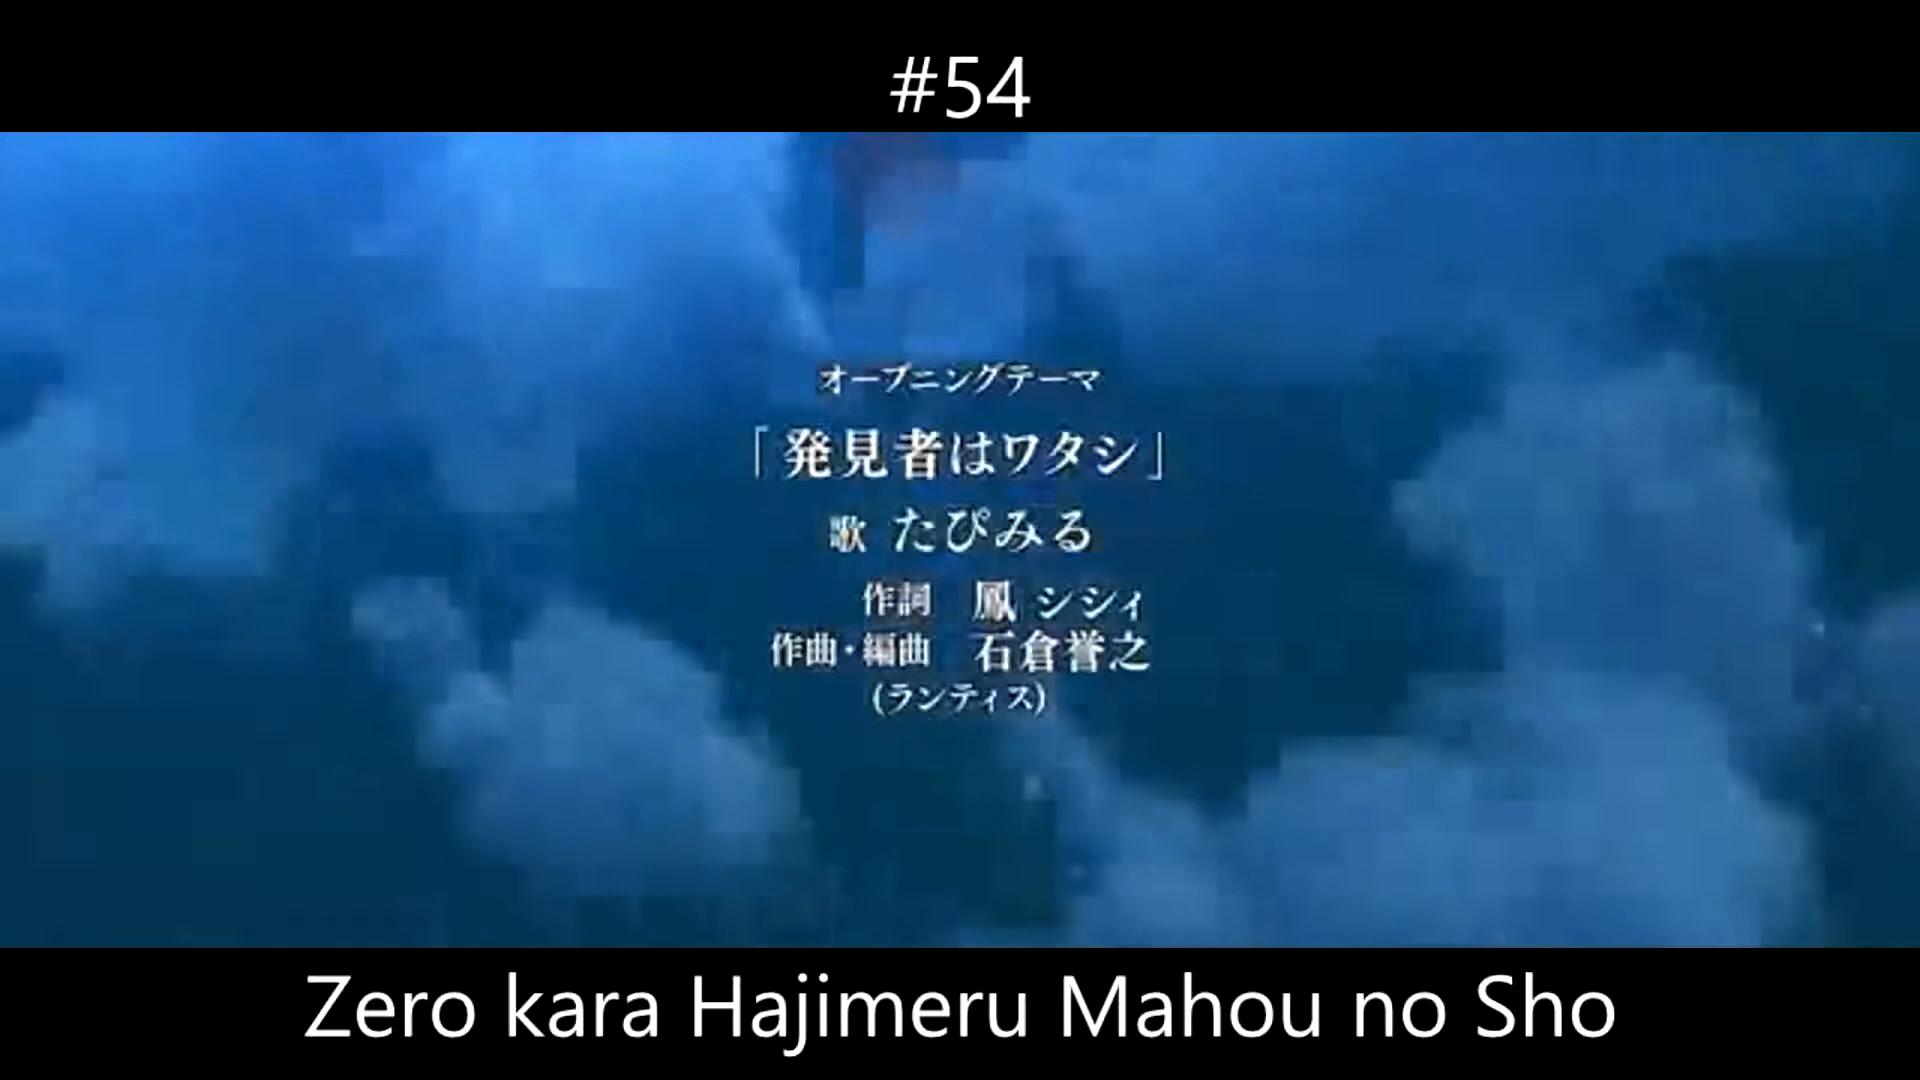 #54
オープニングテーマ
「発見者はワタシ」
歌 たぴみる
作詞 鳳 シシィ
作曲・編曲 石倉誉之
(ランティス)
Zero kara Hajimeru Mahou no Sho